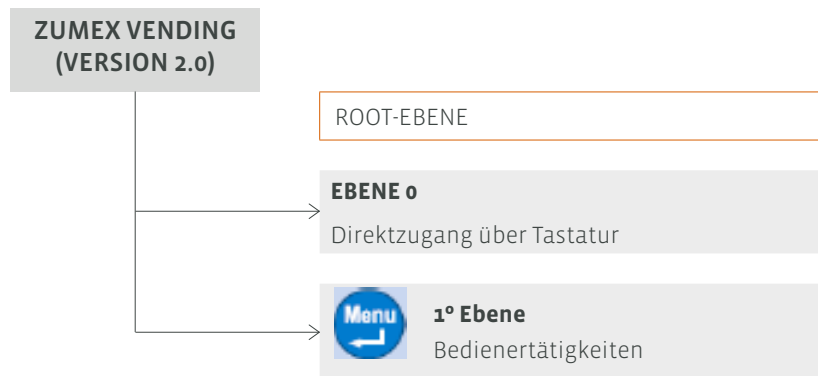 ZUMEX VENDING
(VERSION 2.0)
ROOT-EBENE
EBENE 0
Direktzugang über Tastatur
Menu
1º Ebene
Bedienertätigkeiten